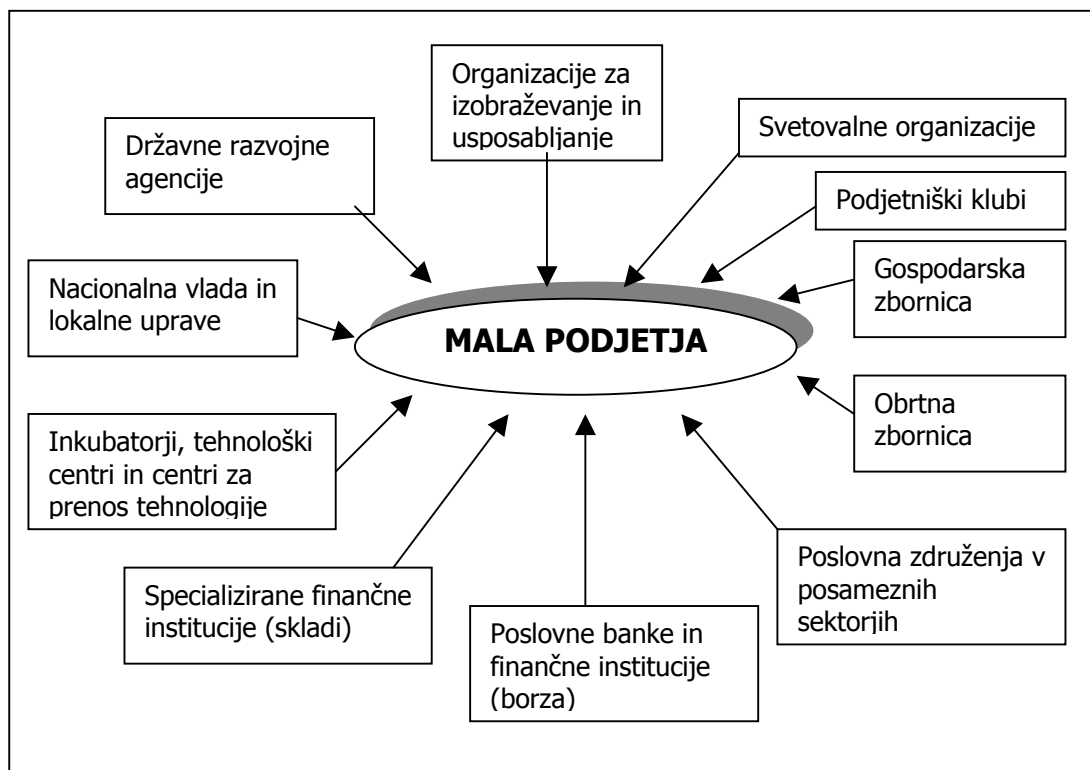 Organizacije za
izobraževanje in
usposabljanje
Svetovalne organizacije
Državne razvojne
agencije
Podjetniški klubi
Gospodarska
zbornica
Nacionalna vlada in
lokalne uprave
MALA PODJETJA
Obrtna
zbornica
Inkubatorji, tehnološki
centri in centri za
prenos tehnologije
Poslovna združenja v
posameznih
sektorjih
Specializirane finančne
institucije (skladi)
Poslovne banke in
finančne institucije
(borza)